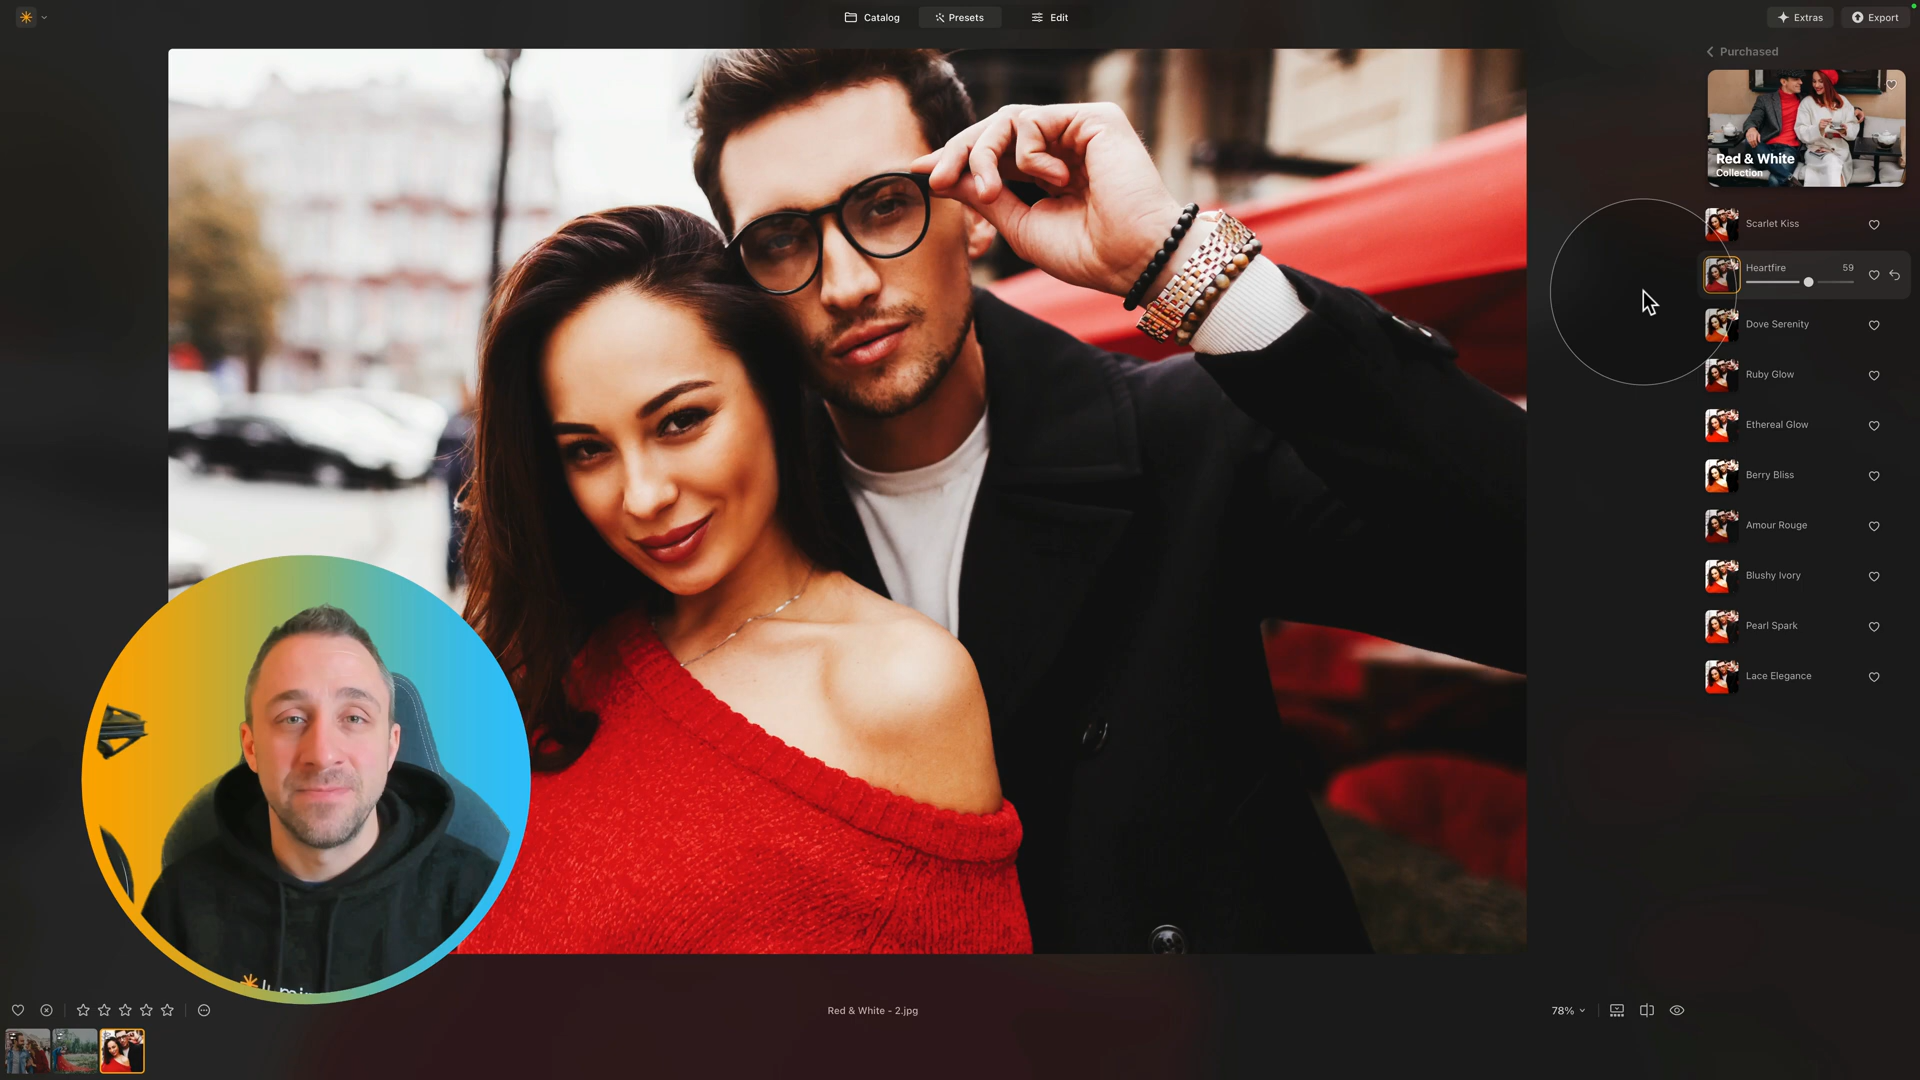 Catalog
Presets
Edit
Extras
Export
Purchased
Red & White
Collection
Scarlet Kiss
Heartfire
59
Dove Serenity
Ruby Glow
Ethereal Glow
Berry Bliss
Amour Rouge
Blushy Ivory
Pearl Spark
Lace Elegance
Red & White - 2.jpg
78%